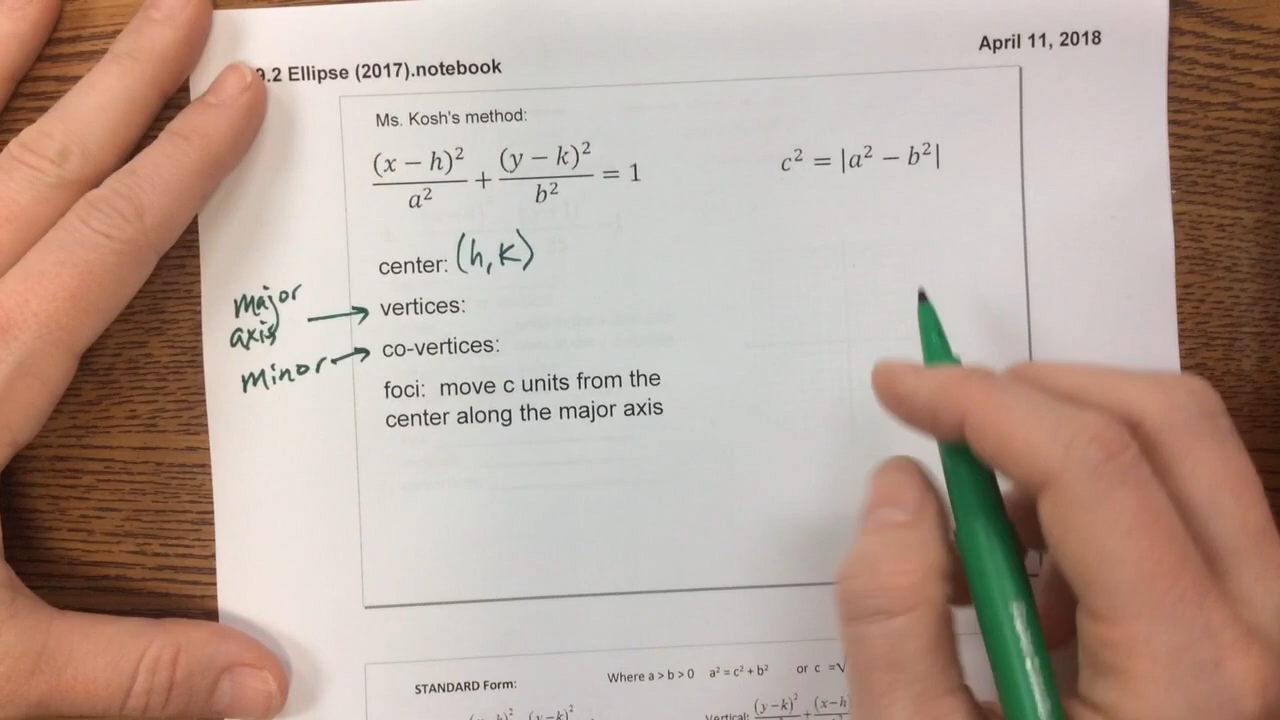 9.2 Ellipse (2017).notebook
April 11, 2018
Ms. Kosh's method:
(x − h)² / a² + (y − k)² / b² = 1
c² = |a² − b²|
center: (h, k)
major
axis
vertices:
minor
co-vertices:
foci: move c units from the
center along the major axis
STANDARD Form:
Where a > b > 0 a² = c² + b² or c = √
Vertical: (y−k)² + (x−h